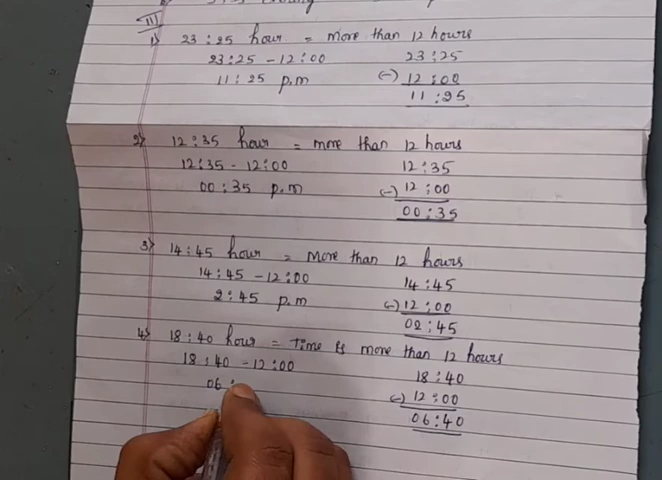 III
1) 23:25 hour = more than 12 hours
23:25 - 12:00 23:25
11:25 p.m (-) 12:00
11:25
2) 12:35 hour = more than 12 hours
12:35 - 12:00 12:35
00:35 p.m (-) 12:00
00:35
3) 14:45 hour = more than 12 hours
14:45 - 12:00 14:45
2:45 p.m (-) 12:00
02:45
4) 18:40 hour = time is more than 12 hours
18:40 - 12:00 18:40
06: (-) 12:00
06:40